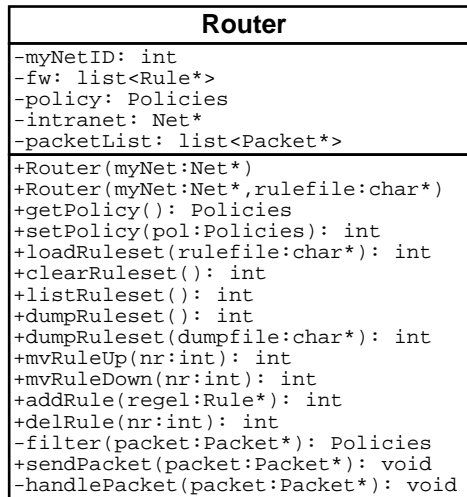 Router
-myNetID: int
-fw: list<Rule*>
-policy: Policies
-intranet: Net*
-packetList: list<Packet*>
+Router(myNet:Net*)
+Router(myNet:Net*,rulefile:char*)
+getPolicy(): Policies
+setPolicy(pol:Policies): int
+loadRuleset(rulefile:char*): int
+clearRuleset(): int
+listRuleset(): int
+dumpRuleset(): int
+dumpRuleset(dumpfile:char*): int
+mvRuleUp(nr:int): int
+mvRuleDown(nr:int): int
+addRule(regel:Rule*): int
+delRule(nr:int): int
-filter(packet:Packet*): Policies
+sendPacket(packet:Packet*): void
-handlePacket(packet:Packet*): void